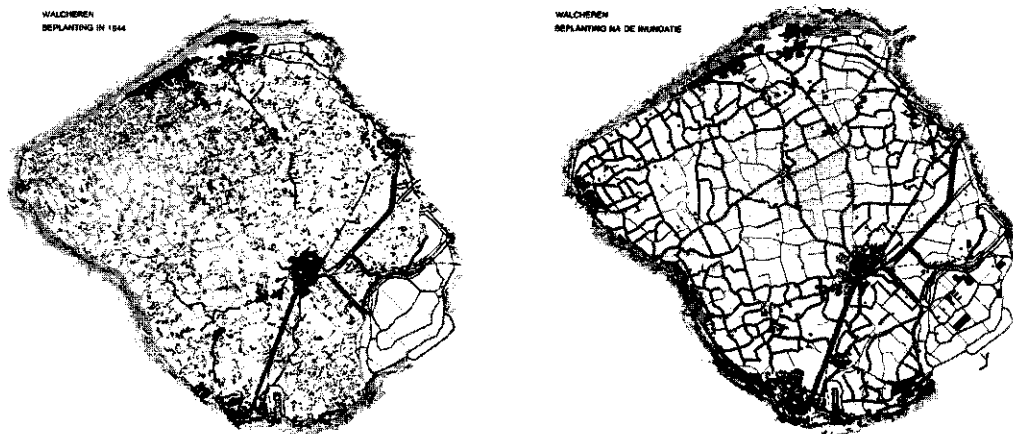 WALCHEREN
BEPLANTING IN 1944
WALCHEREN
BEPLANTING NA DE INUNDATIE